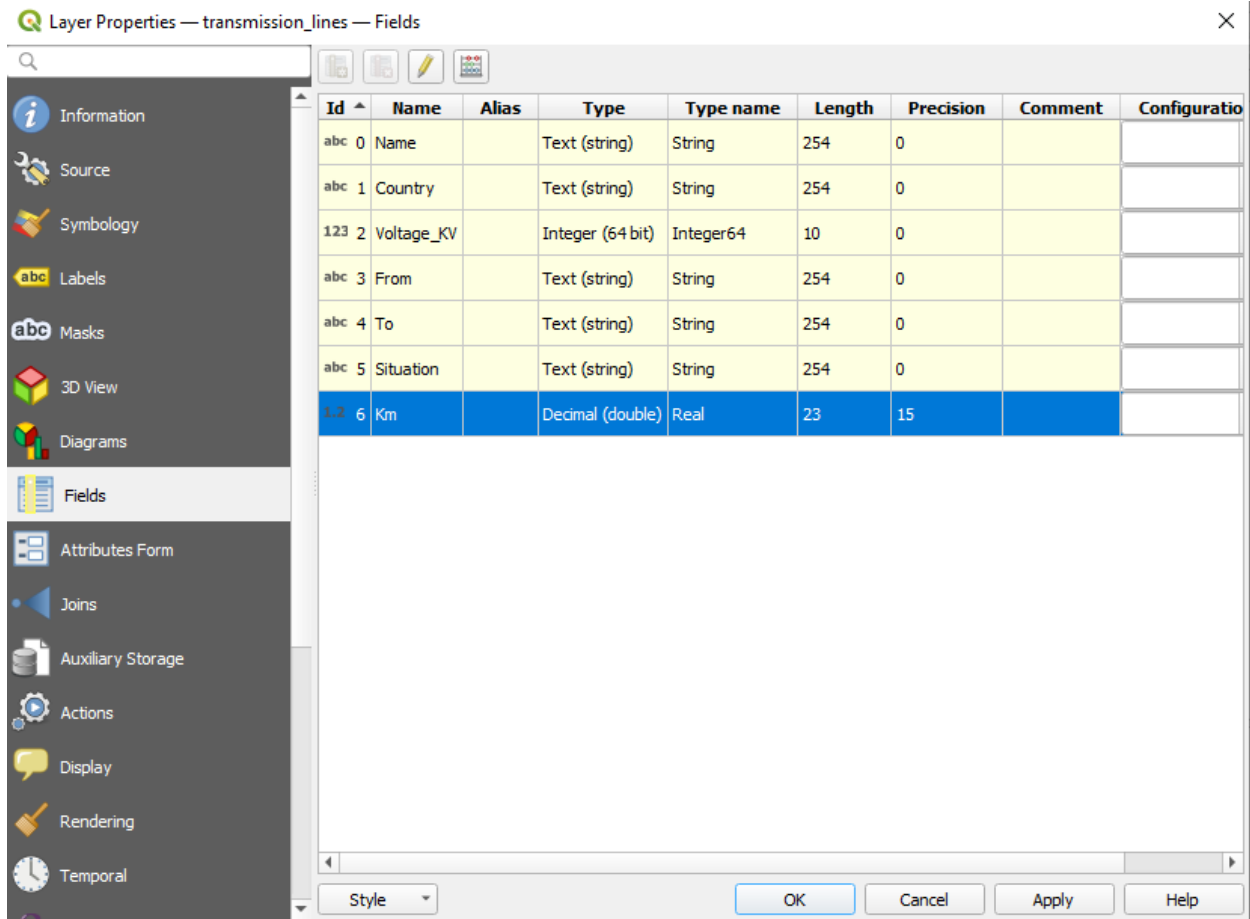 Layer Properties — transmission_lines — Fields
Information
Source
Symbology
abc Labels
abc Masks
3D View
Diagrams
Fields
Attributes Form
Joins
Auxiliary Storage
Actions
Display
Rendering
Temporal
Id Name Alias Type Type name Length Precision Comment Configuratio
abc 0 Name Text (string) String 254 0
abc 1 Country Text (string) String 254 0
123 2 Voltage_KV Integer (64 bit) Integer64 10 0
abc 3 From Text (string) String 254 0
abc 4 To Text (string) String 254 0
abc 5 Situation Text (string) String 254 0
1.2 6 Km Decimal (double) Real 23 15
Style OK Cancel Apply Help